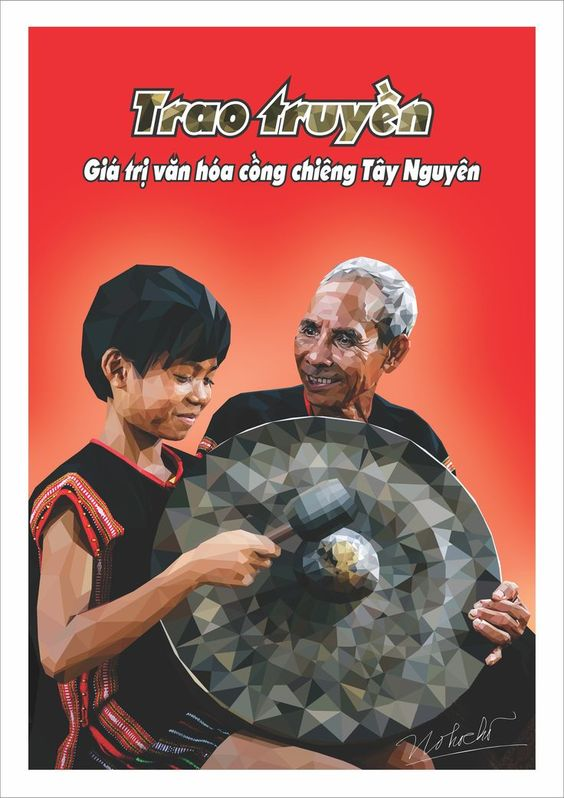 Trao truyền
Giá trị văn hóa cồng chiêng Tây Nguyên